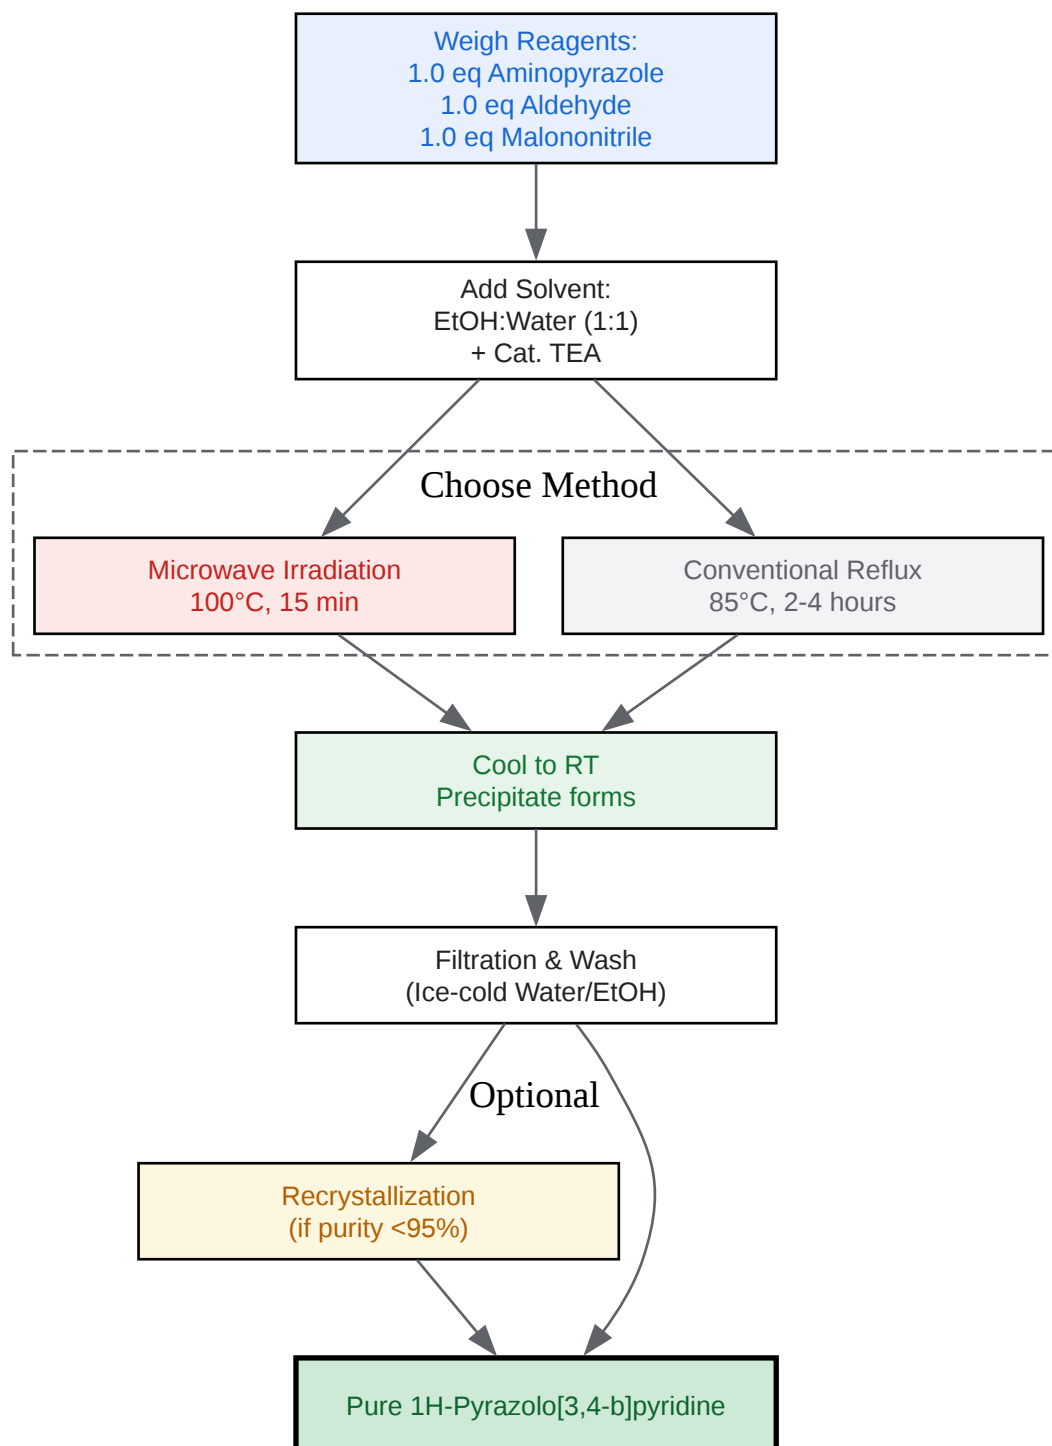 Weigh Reagents:
1.0 eq Aminopyrazole
1.0 eq Aldehyde
1.0 eq Malononitrile
Add Solvent:
EtOH:Water (1:1)
+ Cat. TEA
Choose Method
Microwave Irradiation
100°C, 15 min
Conventional Reflux
85°C, 2-4 hours
Cool to RT
Precipitate forms
Filtration & Wash
(Ice-cold Water/EtOH)
Optional
Recrystallization
(if purity <95%)
Pure 1H-Pyrazolo[3,4-b]pyridine